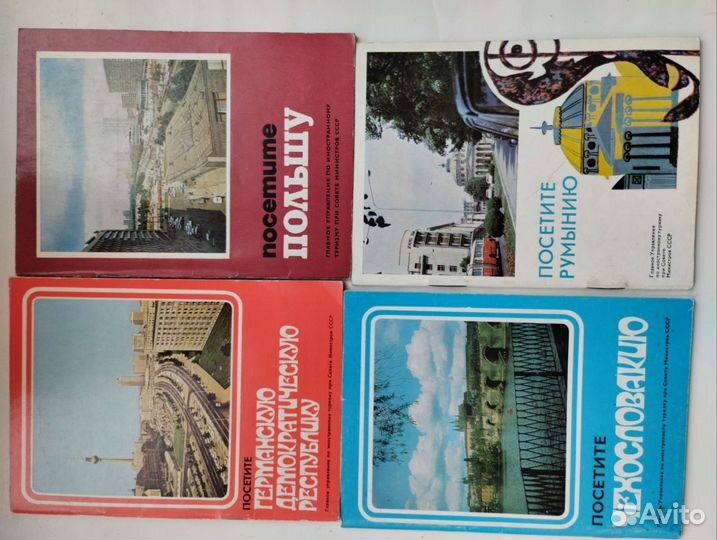 посетите
ПОЛЬШУ
ГЛАВНОЕ УПРАВЛЕНИЕ ПО ИНОСТРАННОМУ
ТУРИЗМУ ПРИ СОВЕТЕ МИНИСТРОВ СССР
ПОСЕТИТЕ
РУМЫНИЮ
Главное Управление
по иностранному туризму
при Совете
Министров СССР
ПОСЕТИТЕ
ГЕРМАНСКУЮ
ДЕМОКРАТИЧЕСКУЮ
РЕСПУБЛИКУ
Главное управление по иностранному туризму при Совете Министров СССР
ПОСЕТИТЕ
ЧЕХОСЛОВАКИЮ
Главное управление по иностранному туризму при Совете Министров СССР
Avito